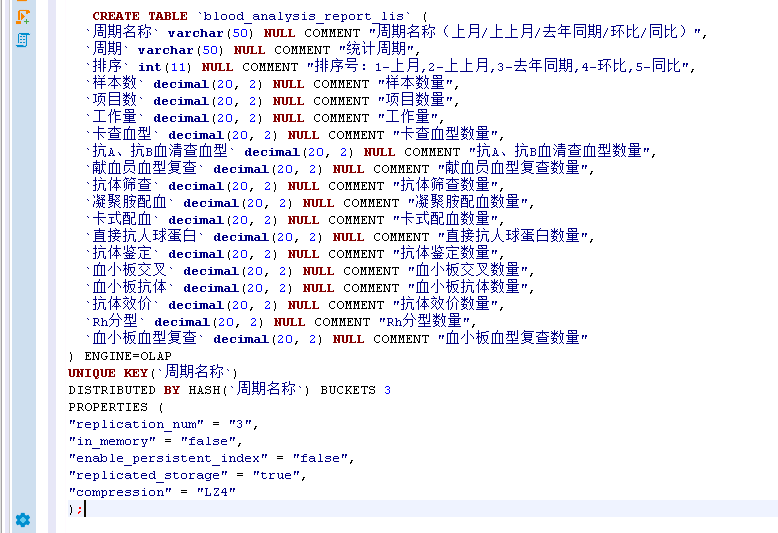 CREATE TABLE `blood_analysis_report_lis` (
`周期名称` varchar(50) NULL COMMENT "周期名称（上月/上上月/去年同期/环比/同比）",
`周期` varchar(50) NULL COMMENT "统计周期",
`排序` int(11) NULL COMMENT "排序号：1-上月,2-上上月,3-去年同期,4-环比,5-同比",
`样本数` decimal(20, 2) NULL COMMENT "样本数量",
`项目数` decimal(20, 2) NULL COMMENT "项目数量",
`工作量` decimal(20, 2) NULL COMMENT "工作量",
`卡查血型` decimal(20, 2) NULL COMMENT "卡查血型数量",
`抗A、抗B血清查血型` decimal(20, 2) NULL COMMENT "抗A、抗B血清查血型数量",
`献血员血型复查` decimal(20, 2) NULL COMMENT "献血员血型复查数量",
`抗体筛查` decimal(20, 2) NULL COMMENT "抗体筛查数量",
`凝聚胺配血` decimal(20, 2) NULL COMMENT "凝聚胺配血数量",
`卡式配血` decimal(20, 2) NULL COMMENT "卡式配血数量",
`直接抗人球蛋白` decimal(20, 2) NULL COMMENT "直接抗人球蛋白数量",
`抗体鉴定` decimal(20, 2) NULL COMMENT "抗体鉴定数量",
`血小板交叉` decimal(20, 2) NULL COMMENT "血小板交叉数量",
`血小板抗体` decimal(20, 2) NULL COMMENT "血小板抗体数量",
`抗体效价` decimal(20, 2) NULL COMMENT "抗体效价数量",
`Rh分型` decimal(20, 2) NULL COMMENT "Rh分型数量",
`血小板血型复查` decimal(20, 2) NULL COMMENT "血小板血型复查数量"
) ENGINE=OLAP
UNIQUE KEY(`周期名称`)
DISTRIBUTED BY HASH(`周期名称`) BUCKETS 3
PROPERTIES (
"replication_num" = "3",
"in_memory" = "false",
"enable_persistent_index" = "false",
"replicated_storage" = "true",
"compression" = "LZ4"
);